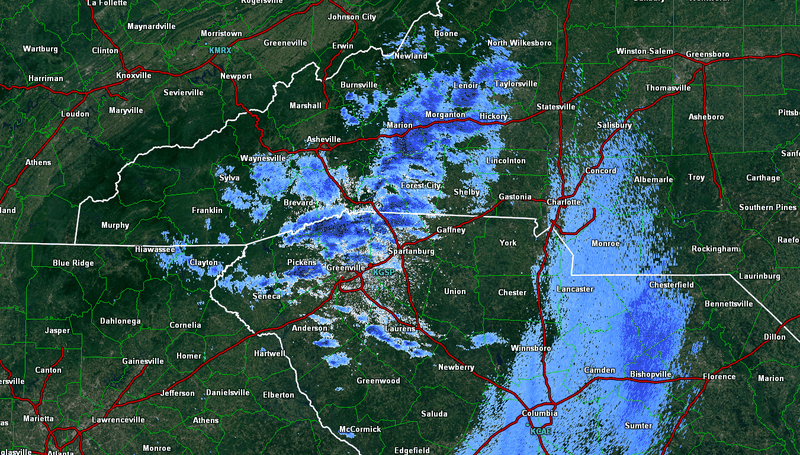 La Follette
Rogersville
Johnson City
Maynardville
Morristown
Boone
Wartburg
Clinton
KMRX
Greeneville
Erwin
Newland
North Wilkesboro
Winston-Salem
Greensboro
Harriman
Knoxville
Newport
Burnsville
Lenoir
Taylorsville
Thomasville
Sevierville
Marshall
Statesville
Loudon
Maryville
Marion
Morganton
Hickory
Salisbury
Asheboro
Pittsb
Asheville
Athens
Waynesville
Lincolnton
Concord
Sanf
Sylva
Forest City
Shelby
Albemarle
Troy
Carthage
Brevard
Gastonia
Charlotte
land
Franklin
Southern Pines
Murphy
Gaffney
York
Monroe
Raef
Hiawassee
Spartanburg
Rockingham
Blue Ridge
Clayton
Pickens
Greenville
KGSP
Laurinburg
Seneca
Union
Chester
Lancaster
Chesterfield
Bennettsville
Dahlonega
Cornelia
Anderson
Laurens
Jasper
Winnsboro
Dillon
Gainesville
Homer
Hartwell
Canton
Newberry
Camden
Bishopville
Florence
Marion
Greenwood
Jefferson
Danielsville
Elberton
Marietta
Lawrenceville
Athens
Saluda
Columbia
Sumter
McCormick
KCAE
Monroe
Edgefield
Atlanta